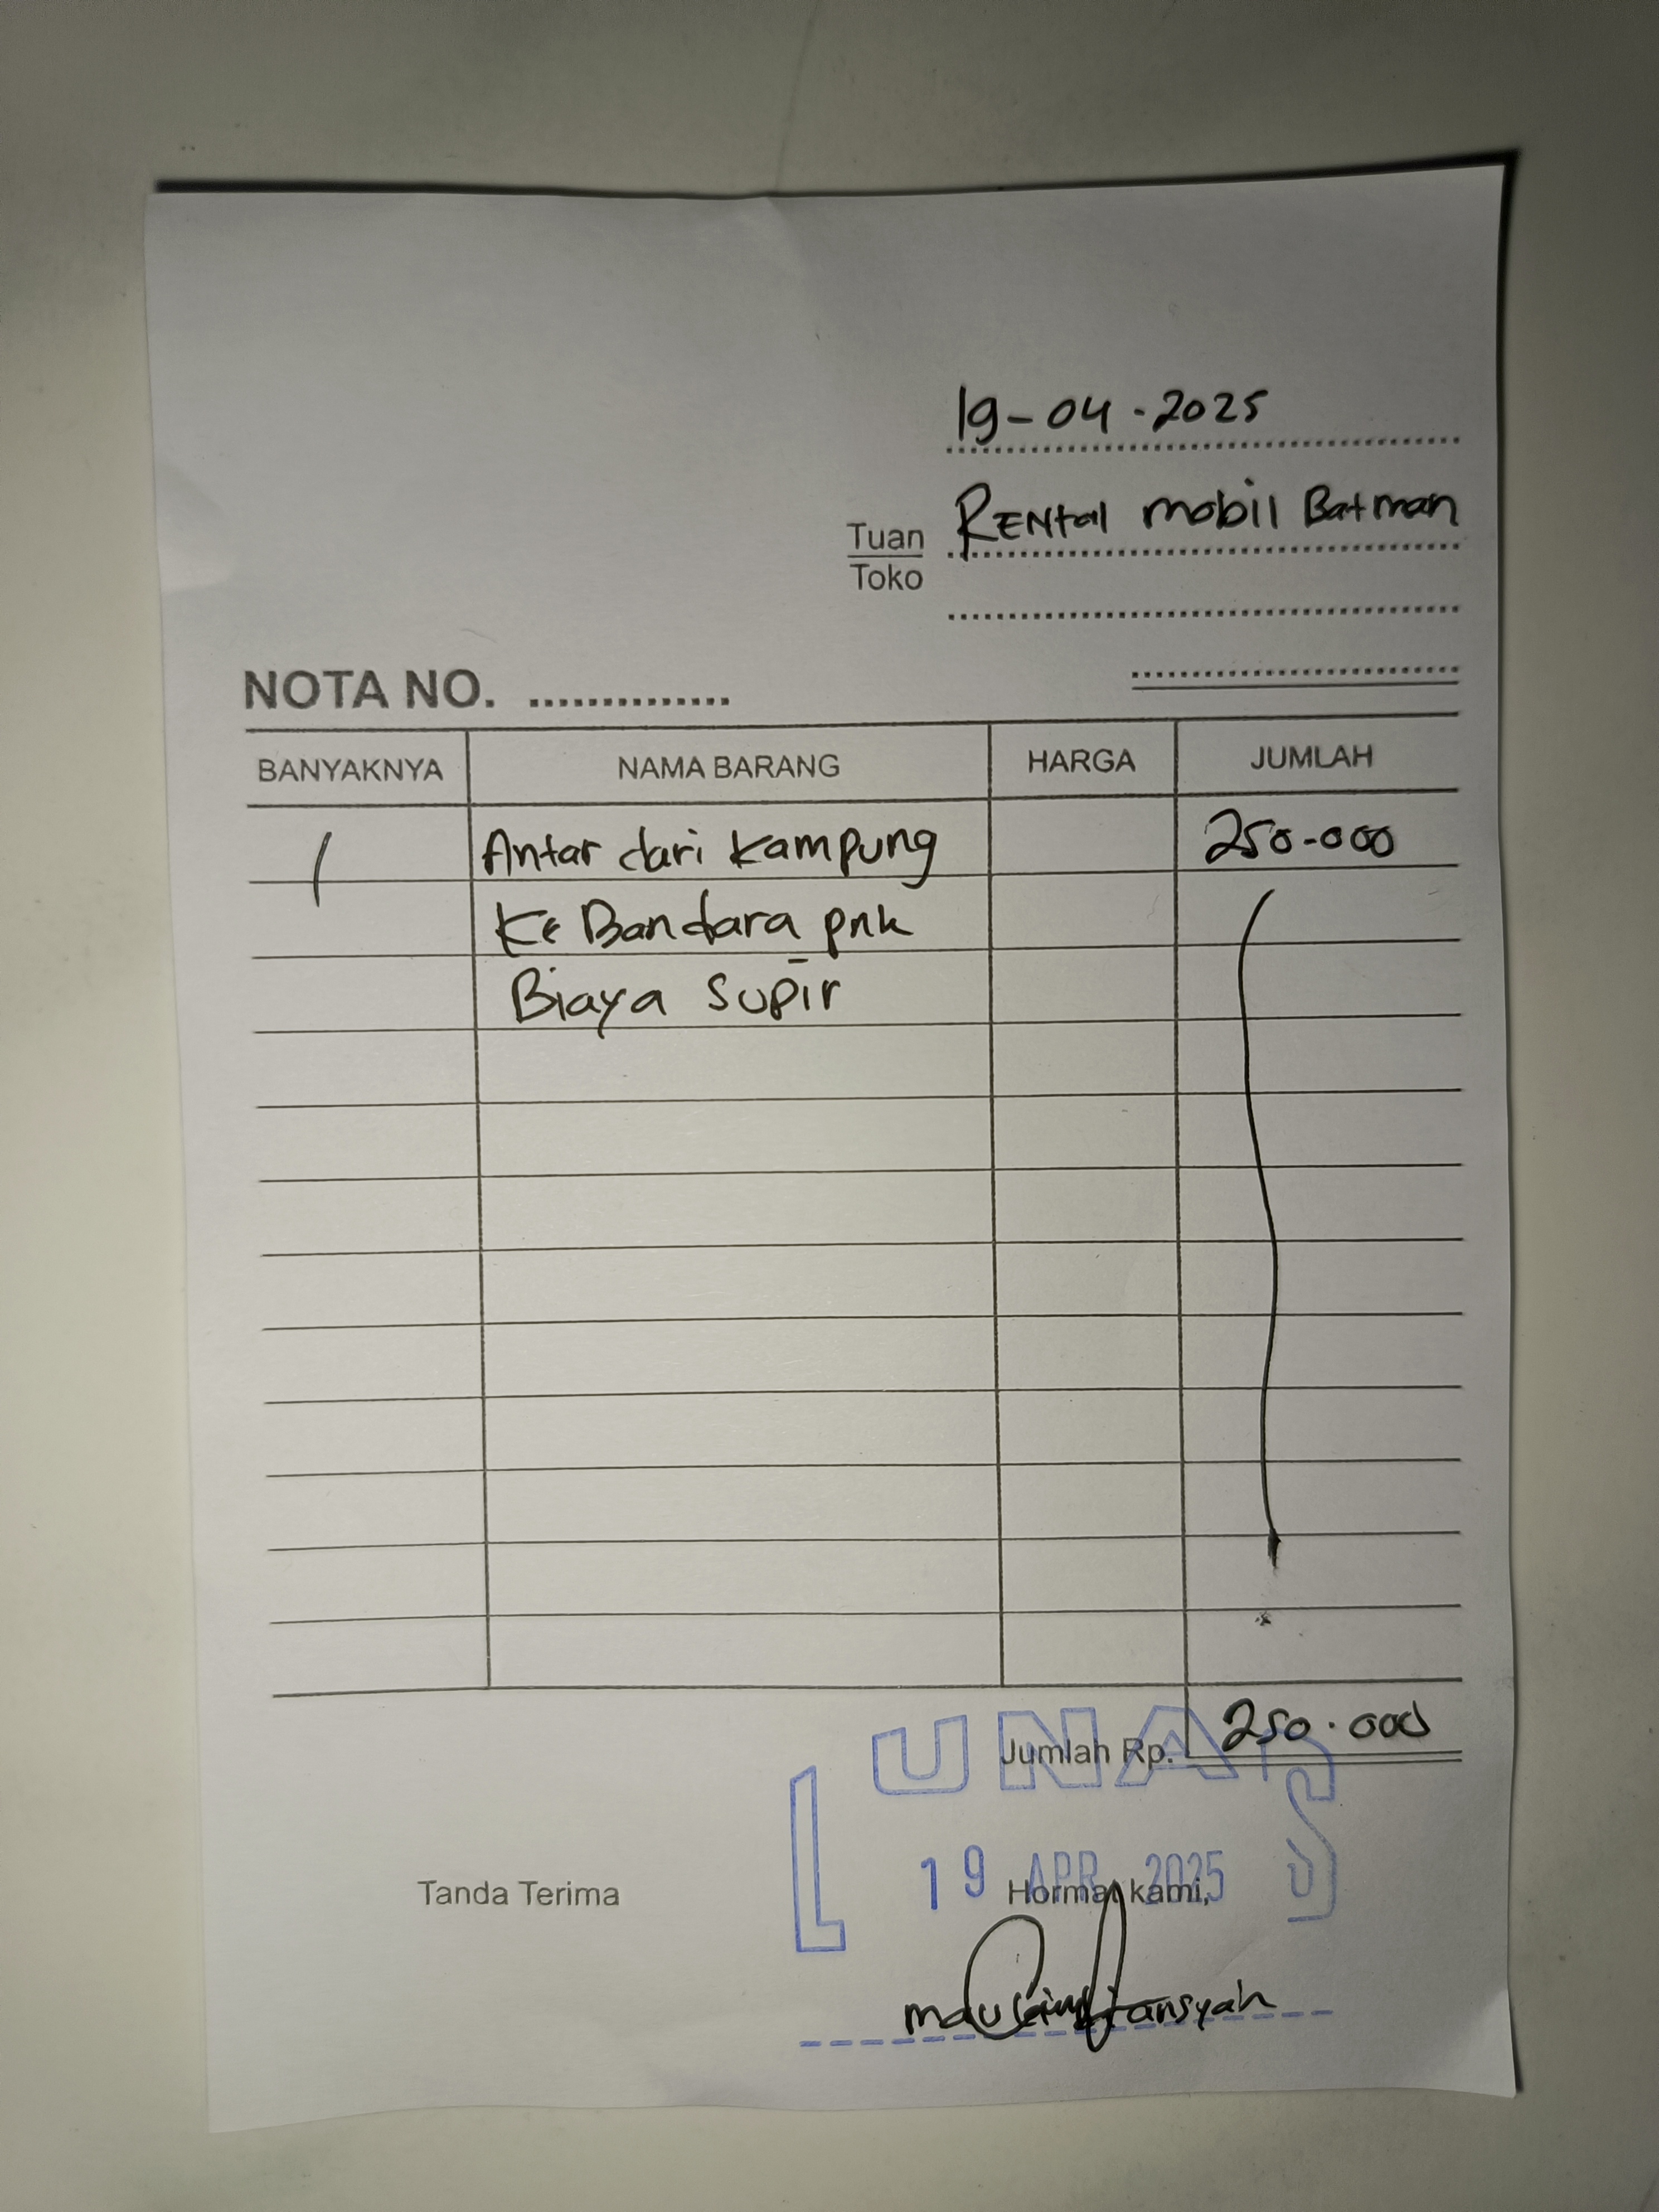 19-04-2025
Tuan
Toko
Rental mobil Batman
NOTA NO. ..............
BANYAKNYA NAMA BARANG HARGA JUMLAH
1 Antar dari kampung 250.000
Ke Bandara pnk
Biaya supir
Jumlah Rp. 250.000
LUNAS
19 APR 2025
Tanda Terima Hormat kami,